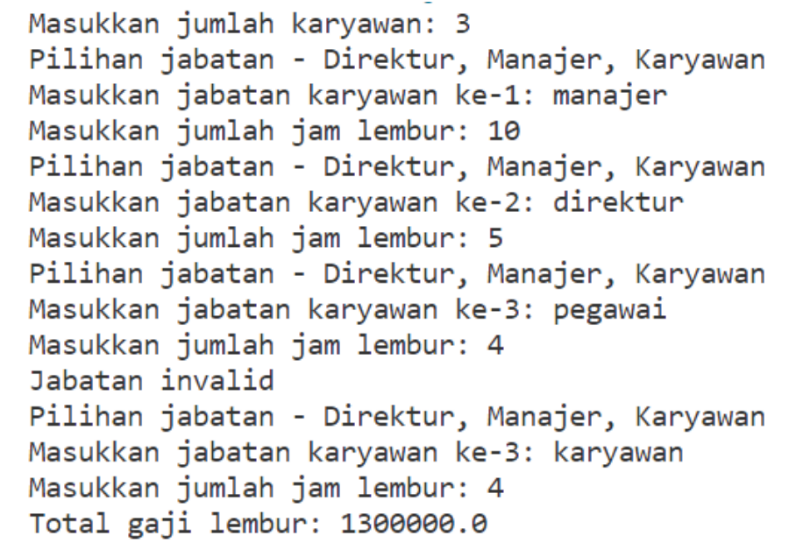 Masukkan jumlah karyawan: 3
Pilihan jabatan - Direktur, Manajer, Karyawan
Masukkan jabatan karyawan ke-1: manajer
Masukkan jumlah jam lembur: 10
Pilihan jabatan - Direktur, Manajer, Karyawan
Masukkan jabatan karyawan ke-2: direktur
Masukkan jumlah jam lembur: 5
Pilihan jabatan - Direktur, Manajer, Karyawan
Masukkan jabatan karyawan ke-3: pegawai
Masukkan jumlah jam lembur: 4
Jabatan invalid
Pilihan jabatan - Direktur, Manajer, Karyawan
Masukkan jabatan karyawan ke-3: karyawan
Masukkan jumlah jam lembur: 4
Total gaji lembur: 1300000.0